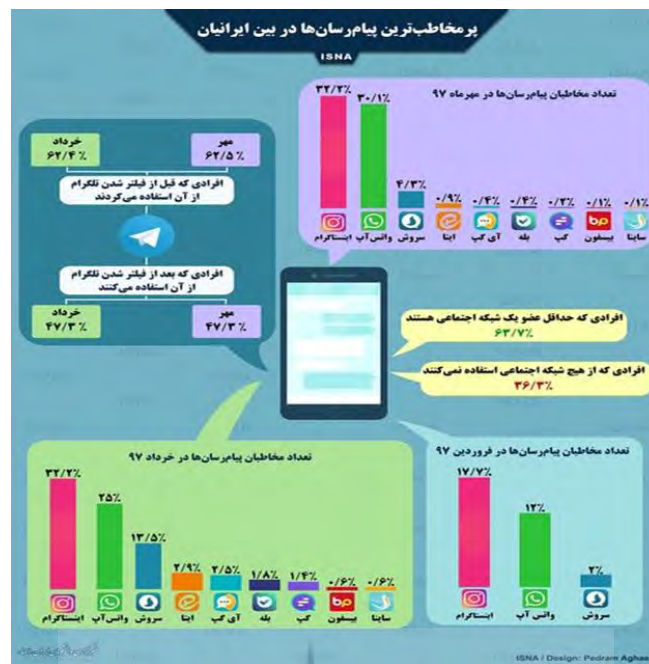 پرمخاطب‌ترین پیام‌رسان‌ها در بین ایرانیان
ISNA
تعداد مخاطبان پیام‌رسان‌ها در مهرماه ۹۷
۳۲/۲٪ ۳۰/۱٪ ۴/۳٪ ۰/۹٪ ۰/۴٪ ۰/۴٪ ۰/۲٪ ۰/۱٪ ۰/۱٪
اینستاگرام واتس‌آپ سروش ایتا آی گپ بله گپ بیسفون ساینا
مهر
۶۲/۵٪
خرداد
۶۲/۴٪
افرادی که قبل از فیلتر شدن تلگرام
از آن استفاده می‌کردند
افرادی که بعد از فیلتر شدن تلگرام
از آن استفاده می‌کنند
مهر
۴۷/۳٪
خرداد
۴۷/۳٪
افرادی که حداقل عضو یک شبکه اجتماعی هستند
۶۳/۷٪
افرادی که از هیچ شبکه اجتماعی استفاده نمی‌کنند
۳۶/۳٪
تعداد مخاطبان پیام‌رسان‌ها در فروردین ۹۷
۱۷/۷٪ ۱۲٪ ۲٪
اینستاگرام واتس آپ سروش
تعداد مخاطبان پیام‌رسان‌ها در خرداد ۹۷
۳۲/۲٪ ۲۵٪ ۱۳/۵٪ ۲/۹٪ ۲/۵٪ ۱/۸٪ ۱/۴٪ ۰/۶٪ ۰/۶٪
اینستاگرام واتس‌آپ سروش ایتا آی گپ بله گپ بیسفون ساینا
ISNA / Design: Pedram Aghae